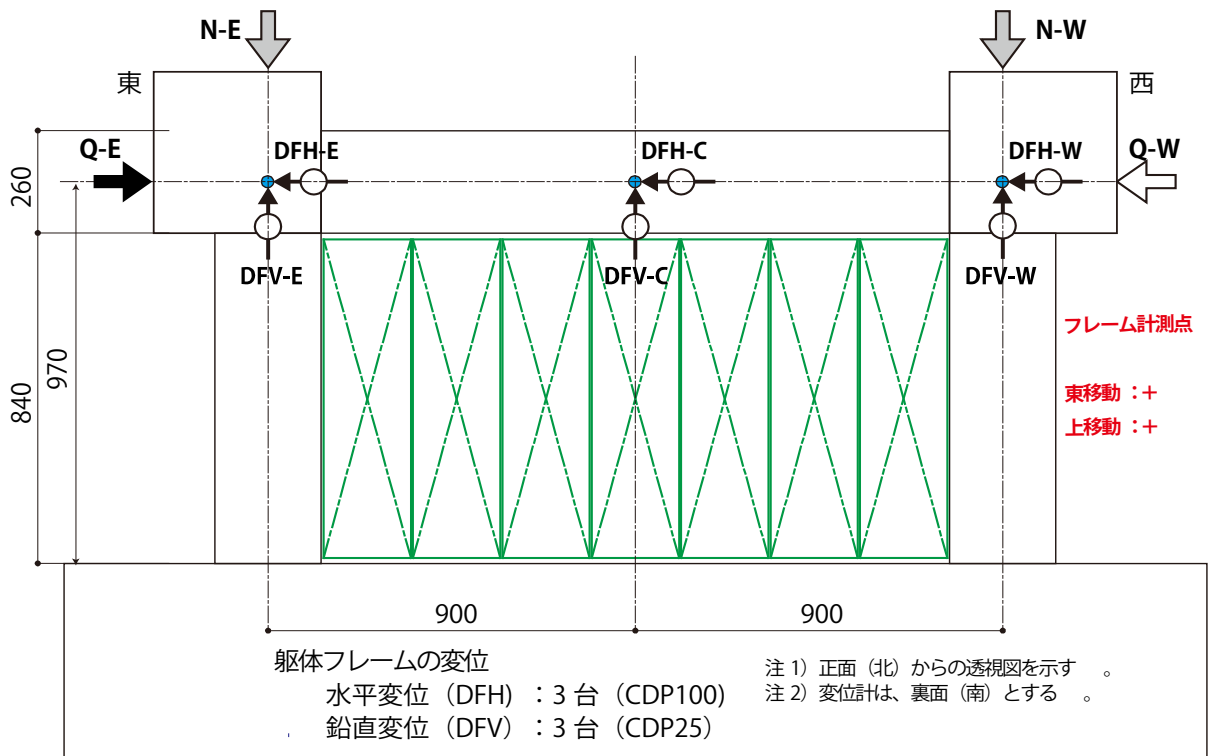 N-E
N-W
東
西
Q-E
DFH-E
DFH-C
DFH-W
Q-W
260
DFV-E
DFV-C
DFV-W
フレーム計測点
970
840
東移動：＋
上移動：＋
900
900
躯体フレームの変位
水平変位（DFH）：3 台（CDP100）
鉛直変位（DFV）：3 台（CDP25）
注 1）正面（北）からの透視図を示す 。
注 2）変位計は、裏面（南）とする 。